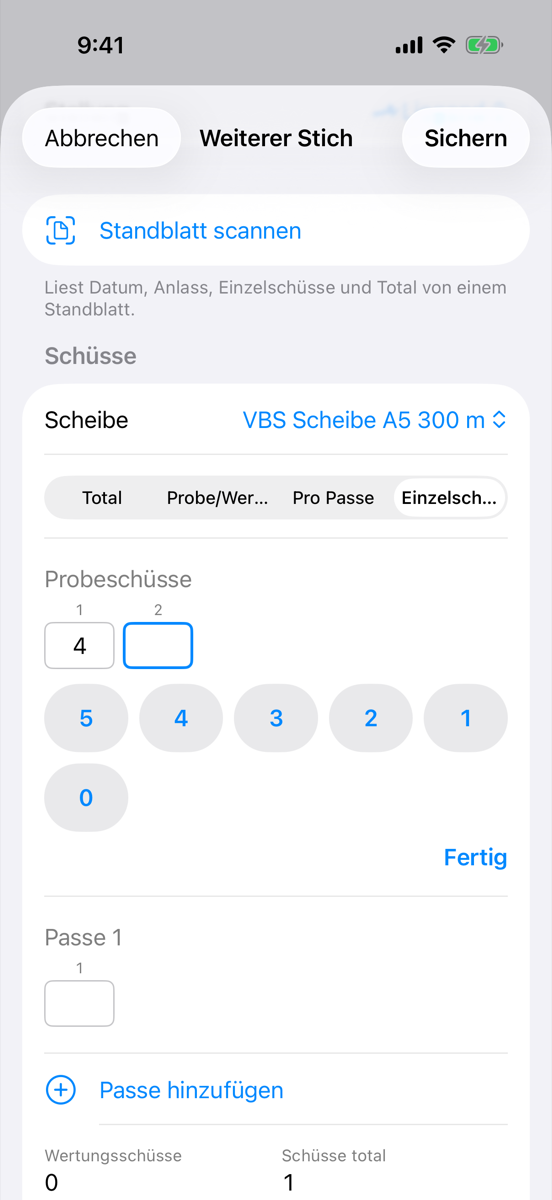 9:41
Abbrechen
Weiterer Stich
Sichern
Standblatt scannen
Liest Datum, Anlass, Einzelschüsse und Total von einem
Standblatt.
Schüsse
Scheibe
VBS Scheibe A5 300 m
Total
Probe/Wer...
Pro Passe
Einzelsch...
Probeschüsse
1
2
4
5
4
3
2
1
0
Fertig
Passe 1
1
Passe hinzufügen
Wertungsschüsse
Schüsse total
0
1